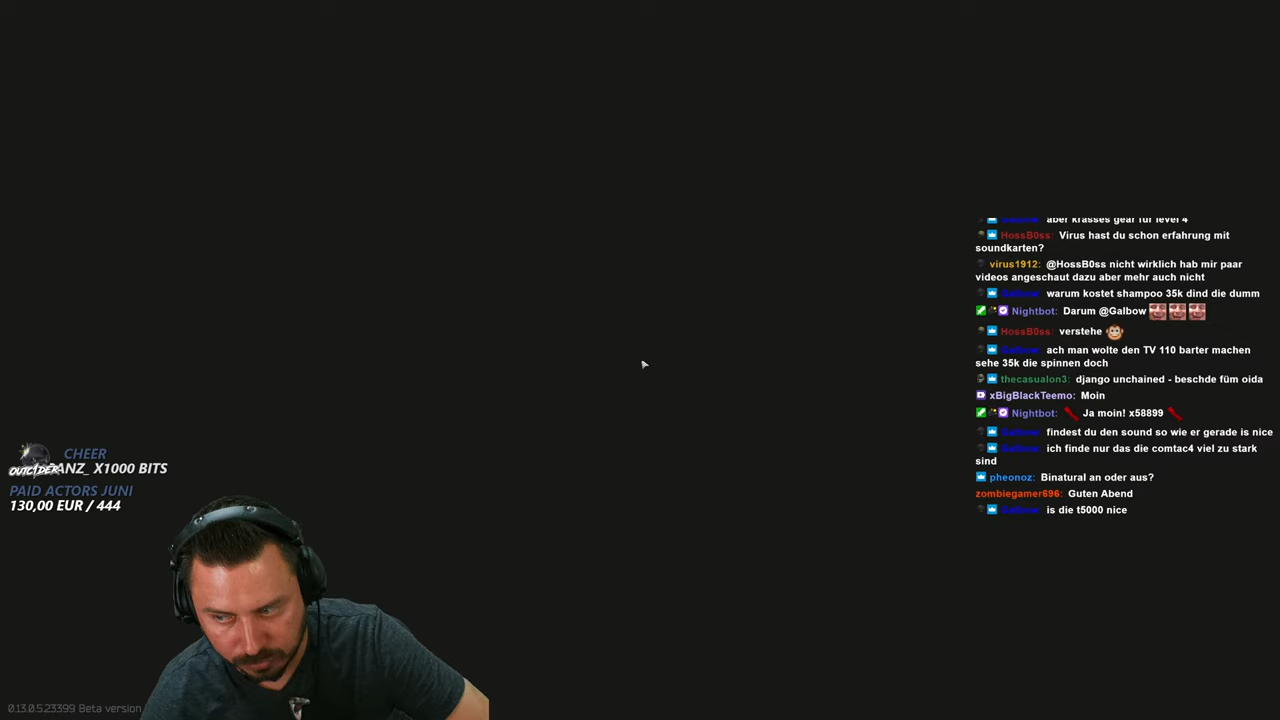 aber krasses gear für level 4
HossB0ss: Virus hast du schon erfahrung mit
soundkarten?
virus1912: @HossB0ss nicht wirklich hab mir paar
videos angeschaut dazu aber mehr auch nicht
Galbow: warum kostet shampoo 35k dind die dumm
Nightbot: Darum @Galbow
HossB0ss: verstehe
Galbow: ach man wolte den TV 110 barter machen
sehe 35k die spinnen doch
thecasualon3: django unchained - beschde füm oida
xBigBlackTeemo: Moin
Nightbot: Ja moin! x58899
Galbow: findest du den sound so wie er gerade is nice
Galbow: ich finde nur das die comtac4 viel zu stark
sind
pheonoz: Binatural an oder aus?
zombiegamer696: Guten Abend
Galbow: is die t5000 nice
CHEER
OUTC1DER ANZ_ X1000 BITS
PAID ACTORS JUNI
130,00 EUR / 444
0.13.0.5.23399 Beta version